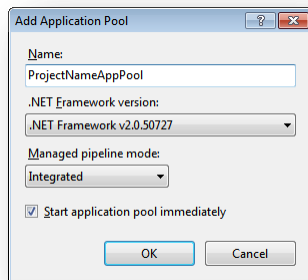 Add Application Pool
Name:
ProjectNameAppPool
.NET Framework version:
.NET Framework v2.0.50727
Managed pipeline mode:
Integrated
Start application pool immediately
OK
Cancel